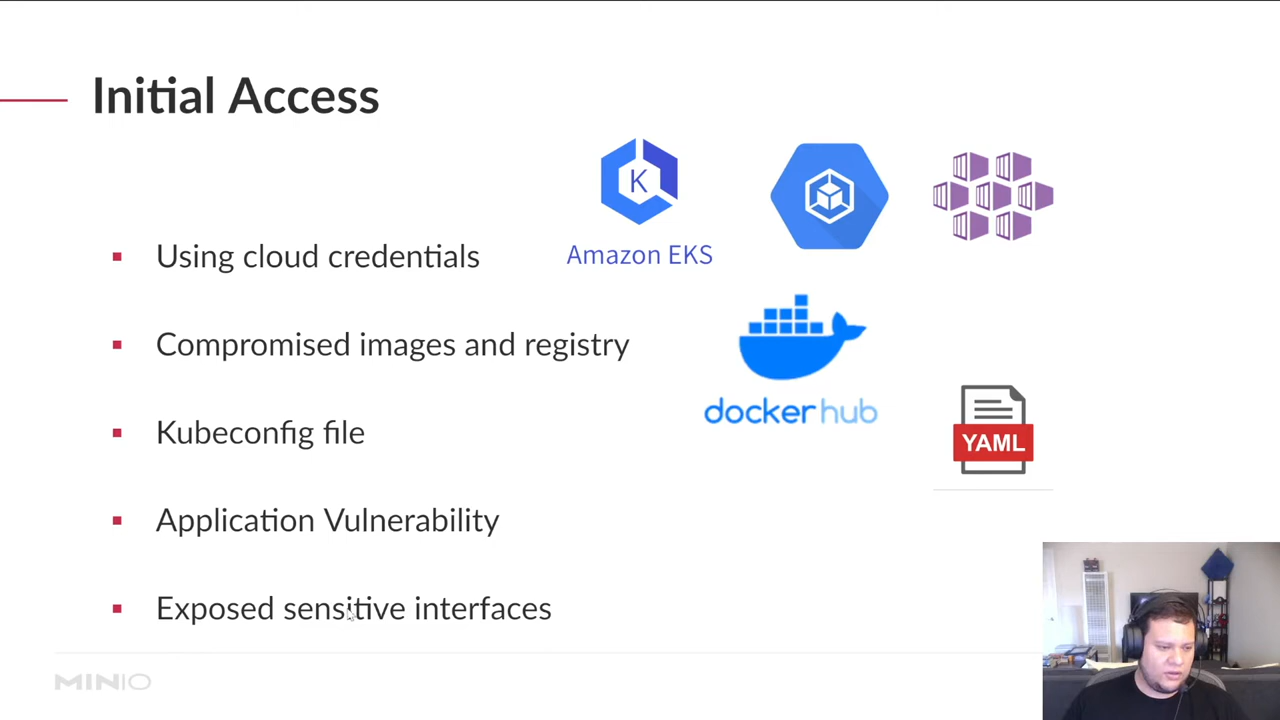 Initial Access
K
Amazon EKS
Using cloud credentials
Compromised images and registry
docker hub
Kubeconfig file
YAML
Application Vulnerability
Exposed sensitive interfaces
MINIO